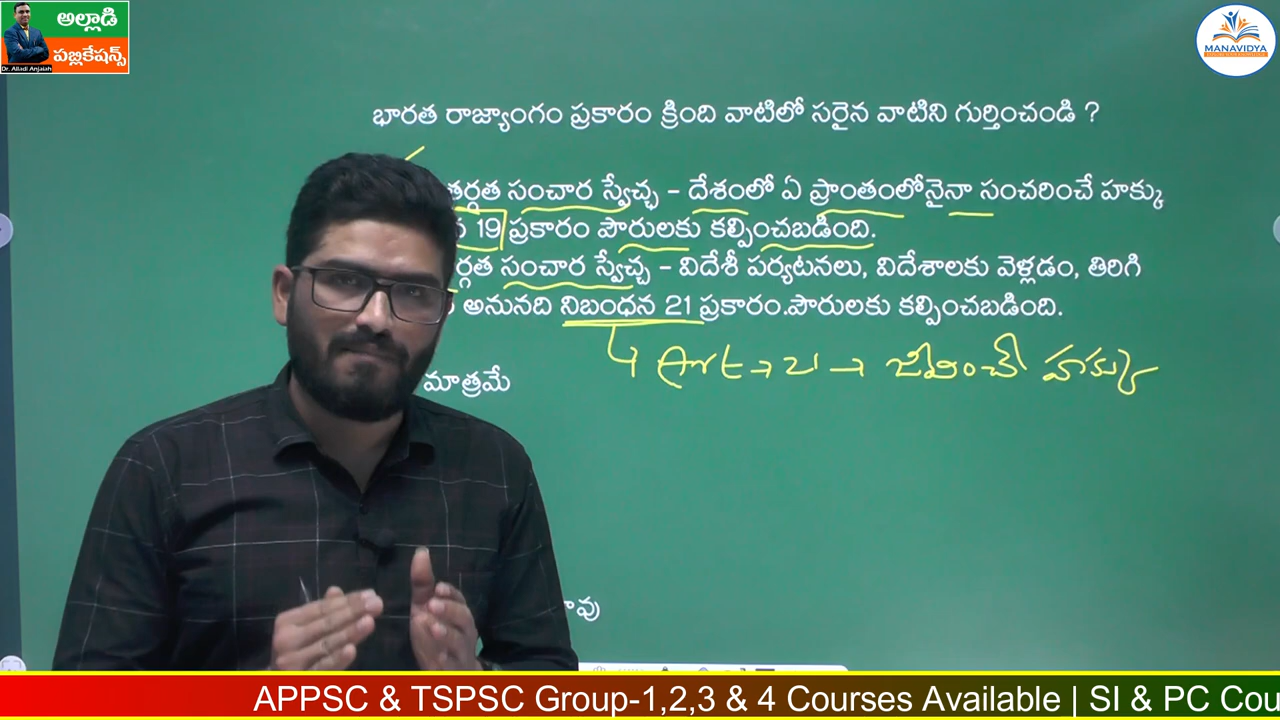 అల్లాడి
పబ్లికేషన్స్
Dr. Alladi Anjaiah
MANAVIDYA
భారత రాజ్యాంగం ప్రకారం క్రింది వాటిలో సరైన వాటిని గుర్తించండి ?
సంచార స్వేచ్ఛ – దేశంలో ఏ ప్రాంతంలోనైనా సంచరించే హక్కు
19 ప్రకారం పౌరులకు కల్పించబడింది.
సంచార స్వేచ్ఛ – విదేశీ పర్యటనలు, విదేశాలకు వెళ్లడం, తిరిగి
అనునది నిబంధన 21 ప్రకారం.పౌరులకు కల్పించబడింది.
Art → 21 → జీవించే హక్కు
మాత్రమే
APPSC & TSPSC Group-1,2,3 & 4 Courses Available | SI & PC Cou